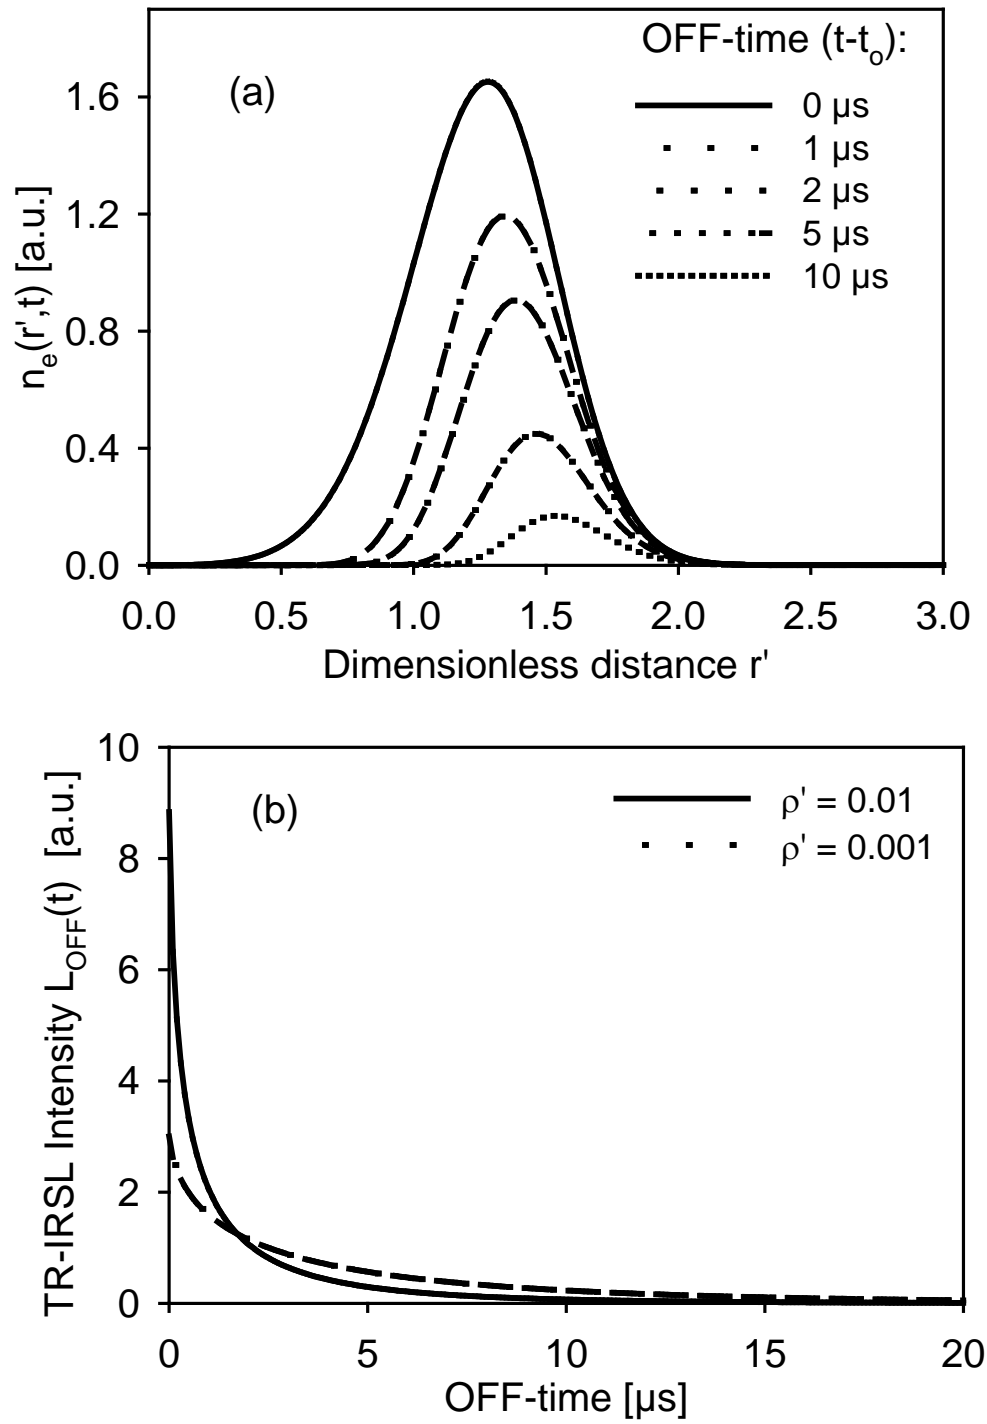 OFF-time (t-to):
(a)
0 µs
1 µs
2 µs
5 µs
10 µs
ne(r',t) [a.u.]
1.6
1.2
0.8
0.4
0.0
0.0 0.5 1.0 1.5 2.0 2.5 3.0
Dimensionless distance r'
(b)
ρ' = 0.01
ρ' = 0.001
TR-IRSL Intensity LOFF(t) [a.u.]
10
8
6
4
2
0
0 5 10 15 20
OFF-time [µs]